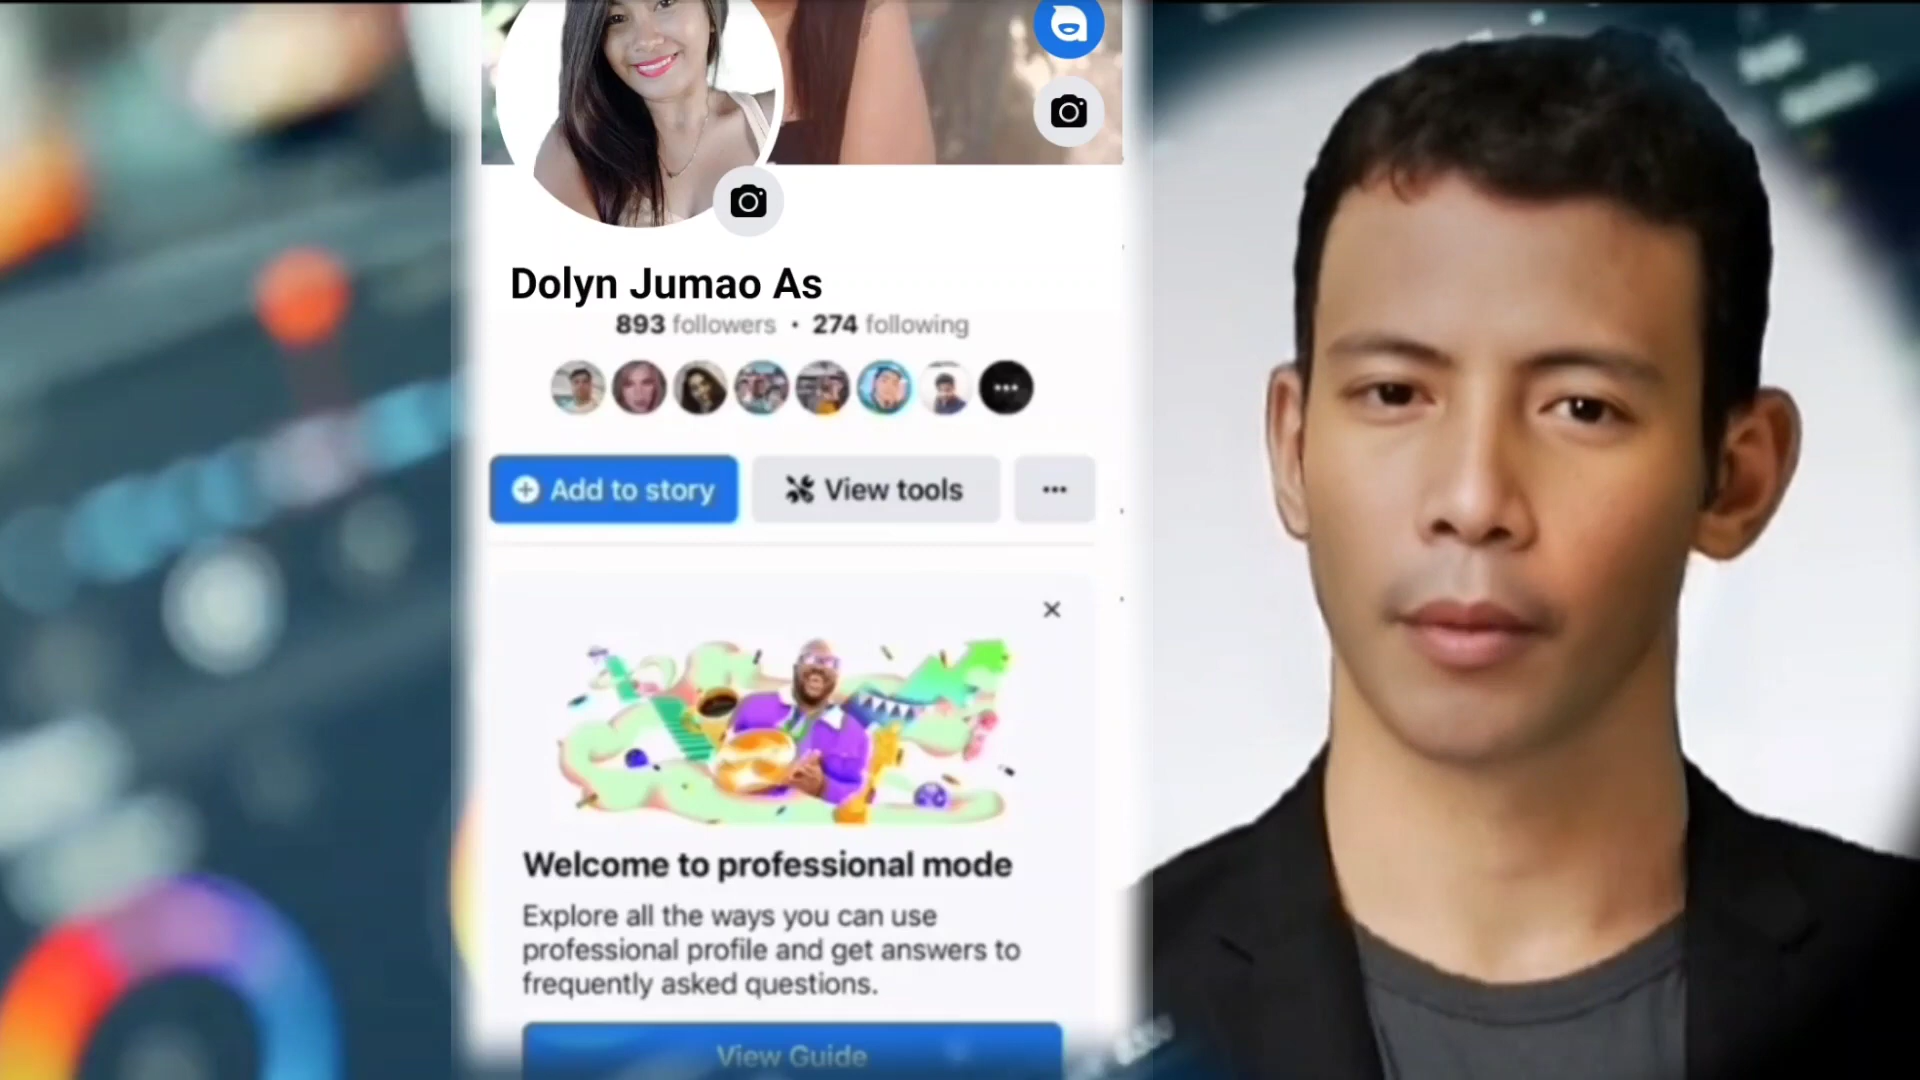 Dolyn Jumao As
893 followers • 274 following
Add to story
View tools
Welcome to professional mode
Explore all the ways you can use
professional profile and get answers to
frequently asked questions.
View Guide